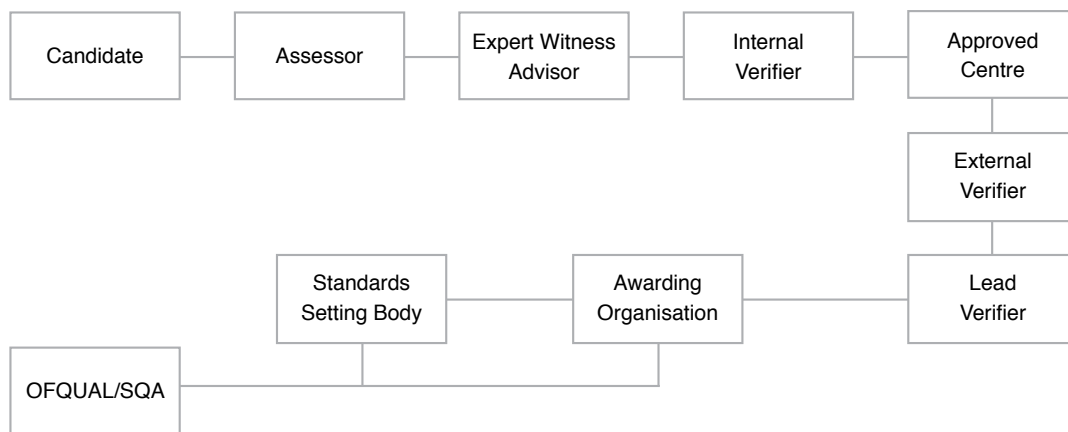 Candidate
Assessor
Expert Witness
Advisor
Internal
Verifier
Approved
Centre
External
Verifier
Lead
Verifier
Awarding
Organisation
Standards
Setting Body
OFQUAL/SQA